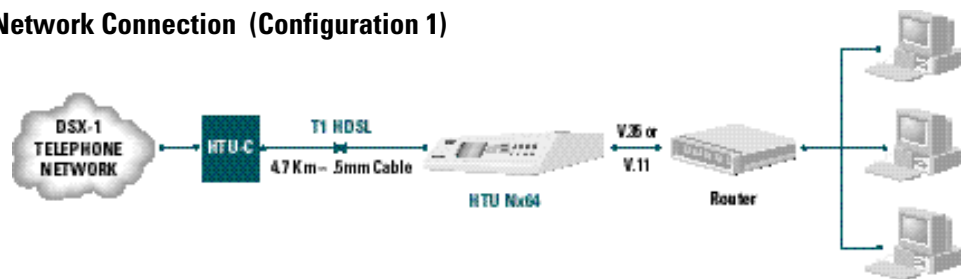 Network Connection (Configuration 1)
DSX-1
TELEPHONE
NETWORK
HTU-C
T1 HDSL
4.7 Km – .5mm Cable
HTU Nx64
V.35 or
V.11
Router